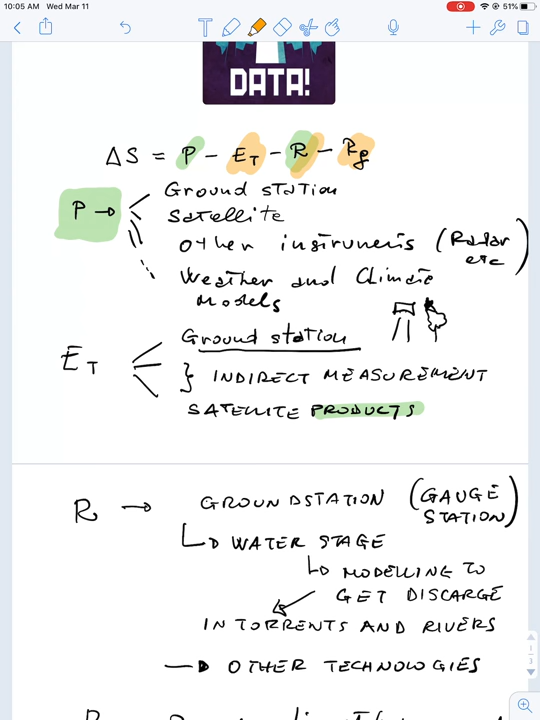 10:05 AM Wed Mar 11
51%
DATA!
ΔS = P - ET - R - Rg
P → Ground station
Satellite
Other instruments (Radar etc)
Weather and Climate
models
ET Ground station
} INDIRECT MEASUREMENT
SATELLITE PRODUCTS
R → GROUNDSTATION (GAUGE STATION)
↳ WATER STAGE
↳ MODELLING TO
GET DISCARGE
IN TORRENTS AND RIVERS
→ OTHER TECHNOLOGIES